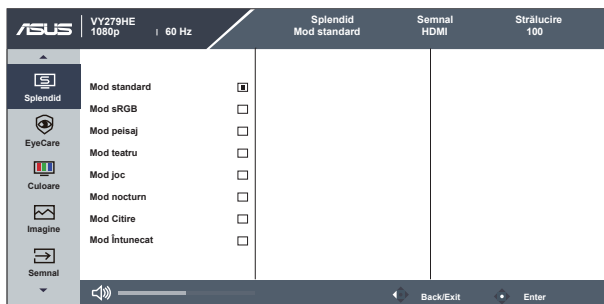 ASUS
VY279HE
1080p | 60 Hz
Splendid
Mod standard
Semnal
HDMI
Strălucire
100
Splendid
EyeCare
Culoare
Imagine
Semnal
Mod standard
Mod sRGB
Mod peisaj
Mod teatru
Mod joc
Mod nocturn
Mod Citire
Mod Întunecat
Back/Exit
Enter